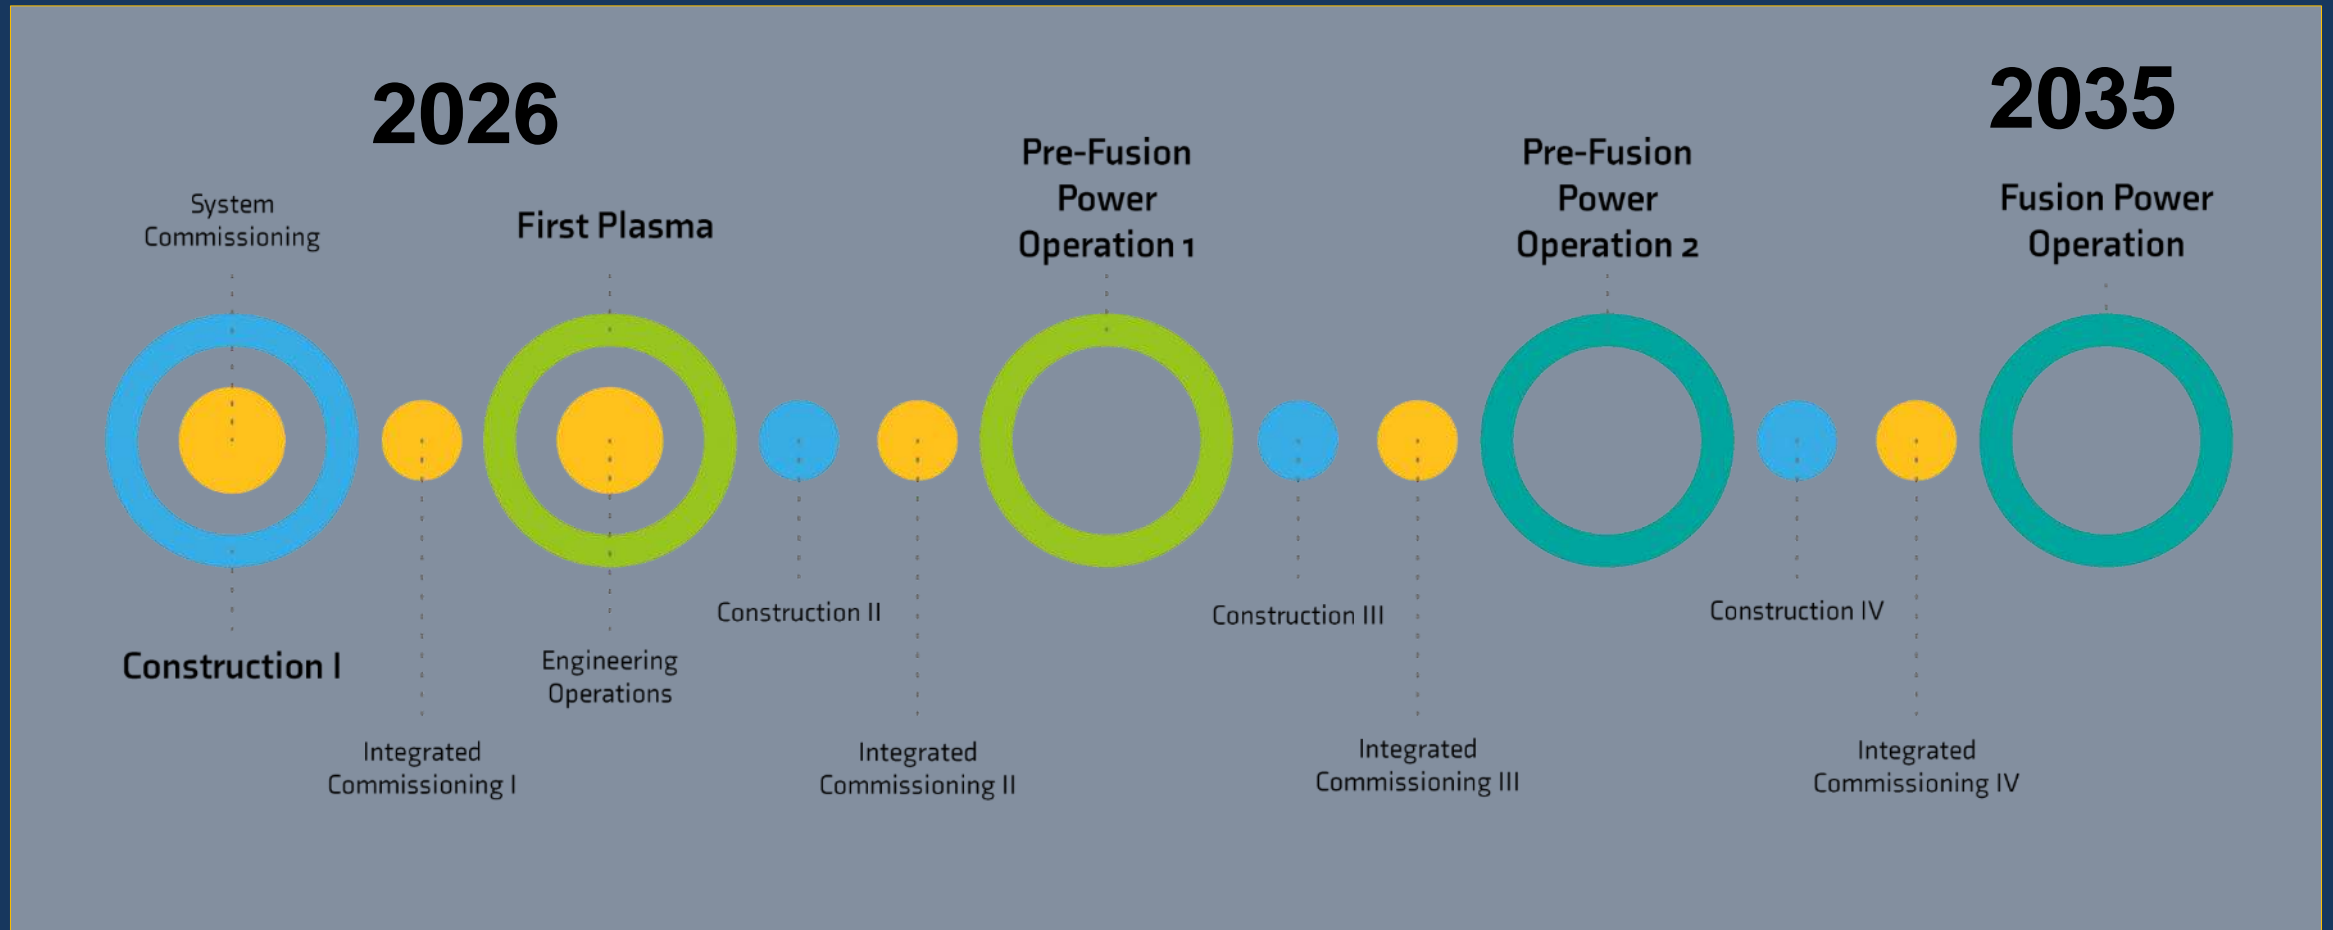 2026
2035
System
Commissioning
First Plasma
Pre-Fusion
Power
Operation 1
Pre-Fusion
Power
Operation 2
Fusion Power
Operation
Construction I
Integrated
Commissioning I
Engineering
Operations
Construction II
Integrated
Commissioning II
Construction III
Integrated
Commissioning III
Construction IV
Integrated
Commissioning IV